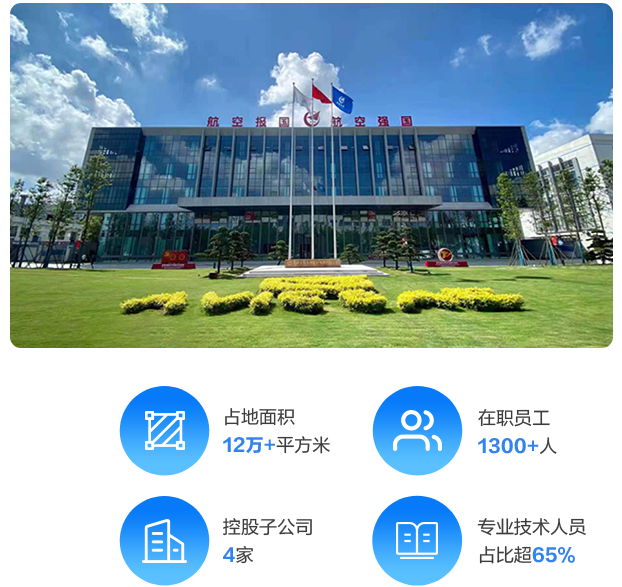 航空报国 航空强国
占地面积
12万+平方米
在职员工
1300+人
控股子公司
4家
专业技术人员
占比超65%